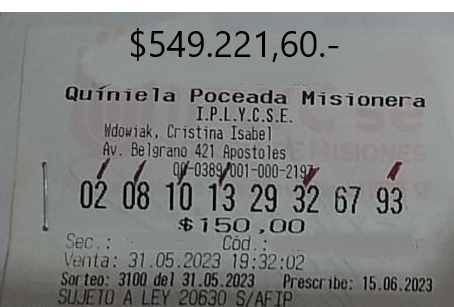 $549.221,60.-
Quiniela Poceada Misionera
I.P.L.Y.C.S.E.
Wdowiak, Cristina Isabel
Av. Belgrano 421 Apostoles
00-0389/001-000-2197
02 08 10 13 29 32 67 93
$150,00
Sec.: Cód.:
Venta: 31.05.2023 19:32:02
Sorteo: 3100 del 31.05.2023 Prescribe: 15.06.2023
SUJETO A LEY 20630 S/AFIP